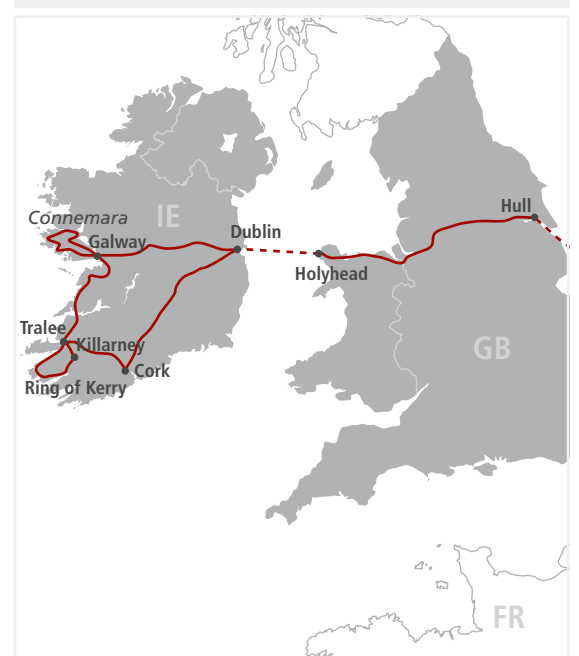 Hull
Connemara
IE
Galway
Dublin
Holyhead
Tralee
Killarney
GB
Cork
Ring of Kerry
FR